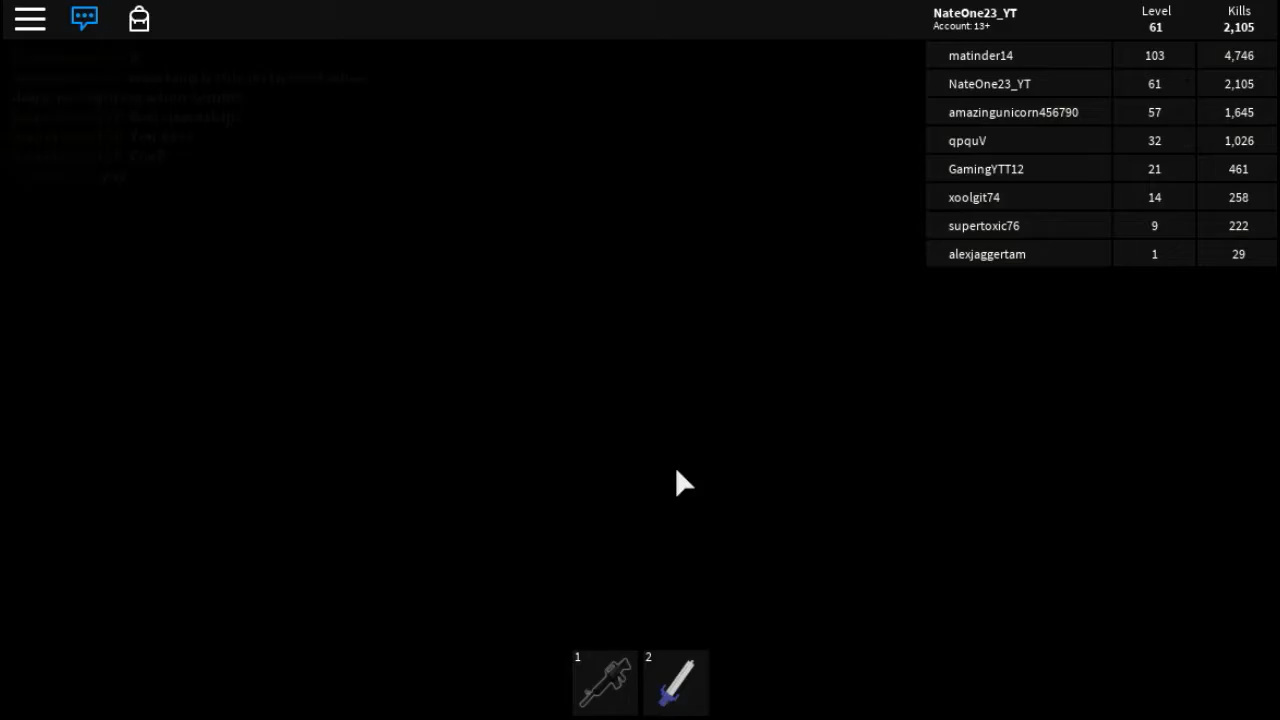 NateOne23_YT Level Kills
Account: 13+ 61 2,105
matinder14 103 4,746
NateOne23_YT 61 2,105
amazingunicorn456790 57 1,645
qpquV 32 1,026
GamingYTT12 21 461
xoolgit74 14 258
supertoxic76 9 222
alexjaggertam 1 29
1 2